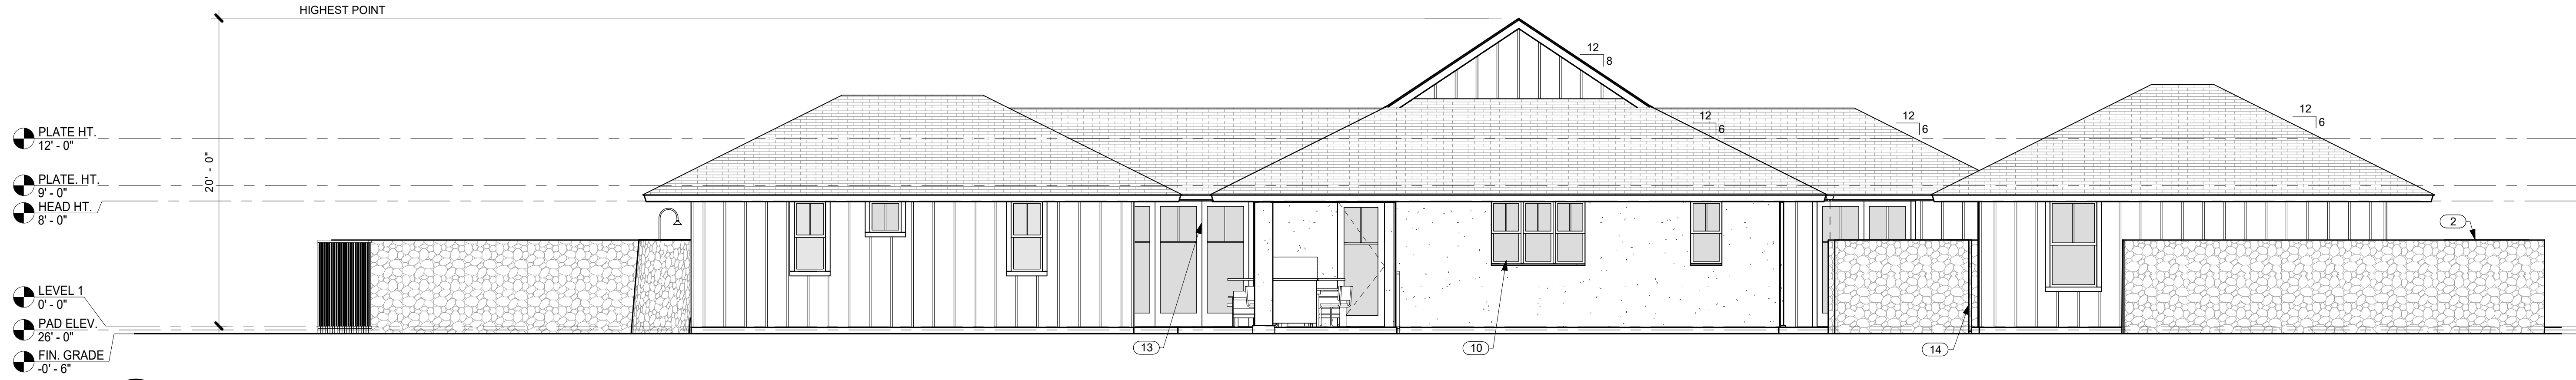 HIGHEST POINT
12
8
12
6
12
6
12
6
PLATE HT.
12' - 0"
20' - 0"
PLATE. HT.
9' - 0"
HEAD HT.
8' - 0"
2
LEVEL 1
0' - 0"
PAD ELEV.
26' - 0"
FIN. GRADE
-0' - 6"
13
10
14